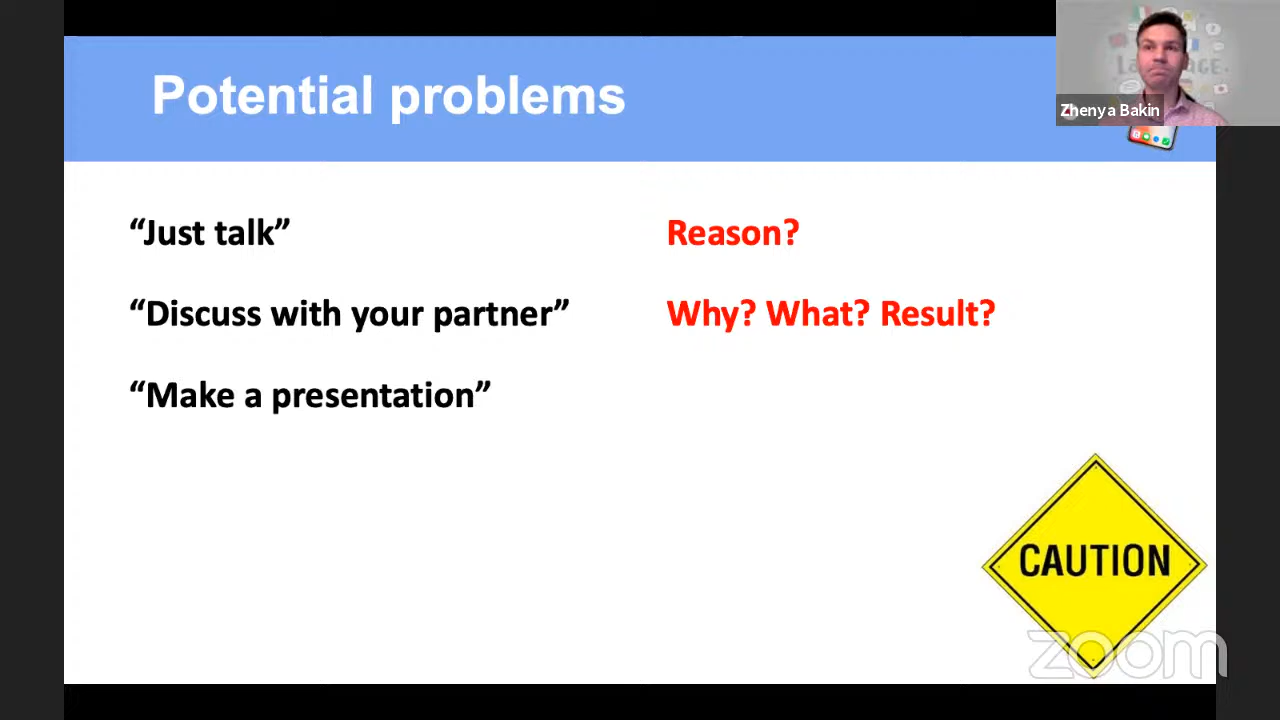 Potential problems
Zhenya Bakin
“Just talk”
Reason?
“Discuss with your partner”
Why? What? Result?
“Make a presentation”
CAUTION
zoom